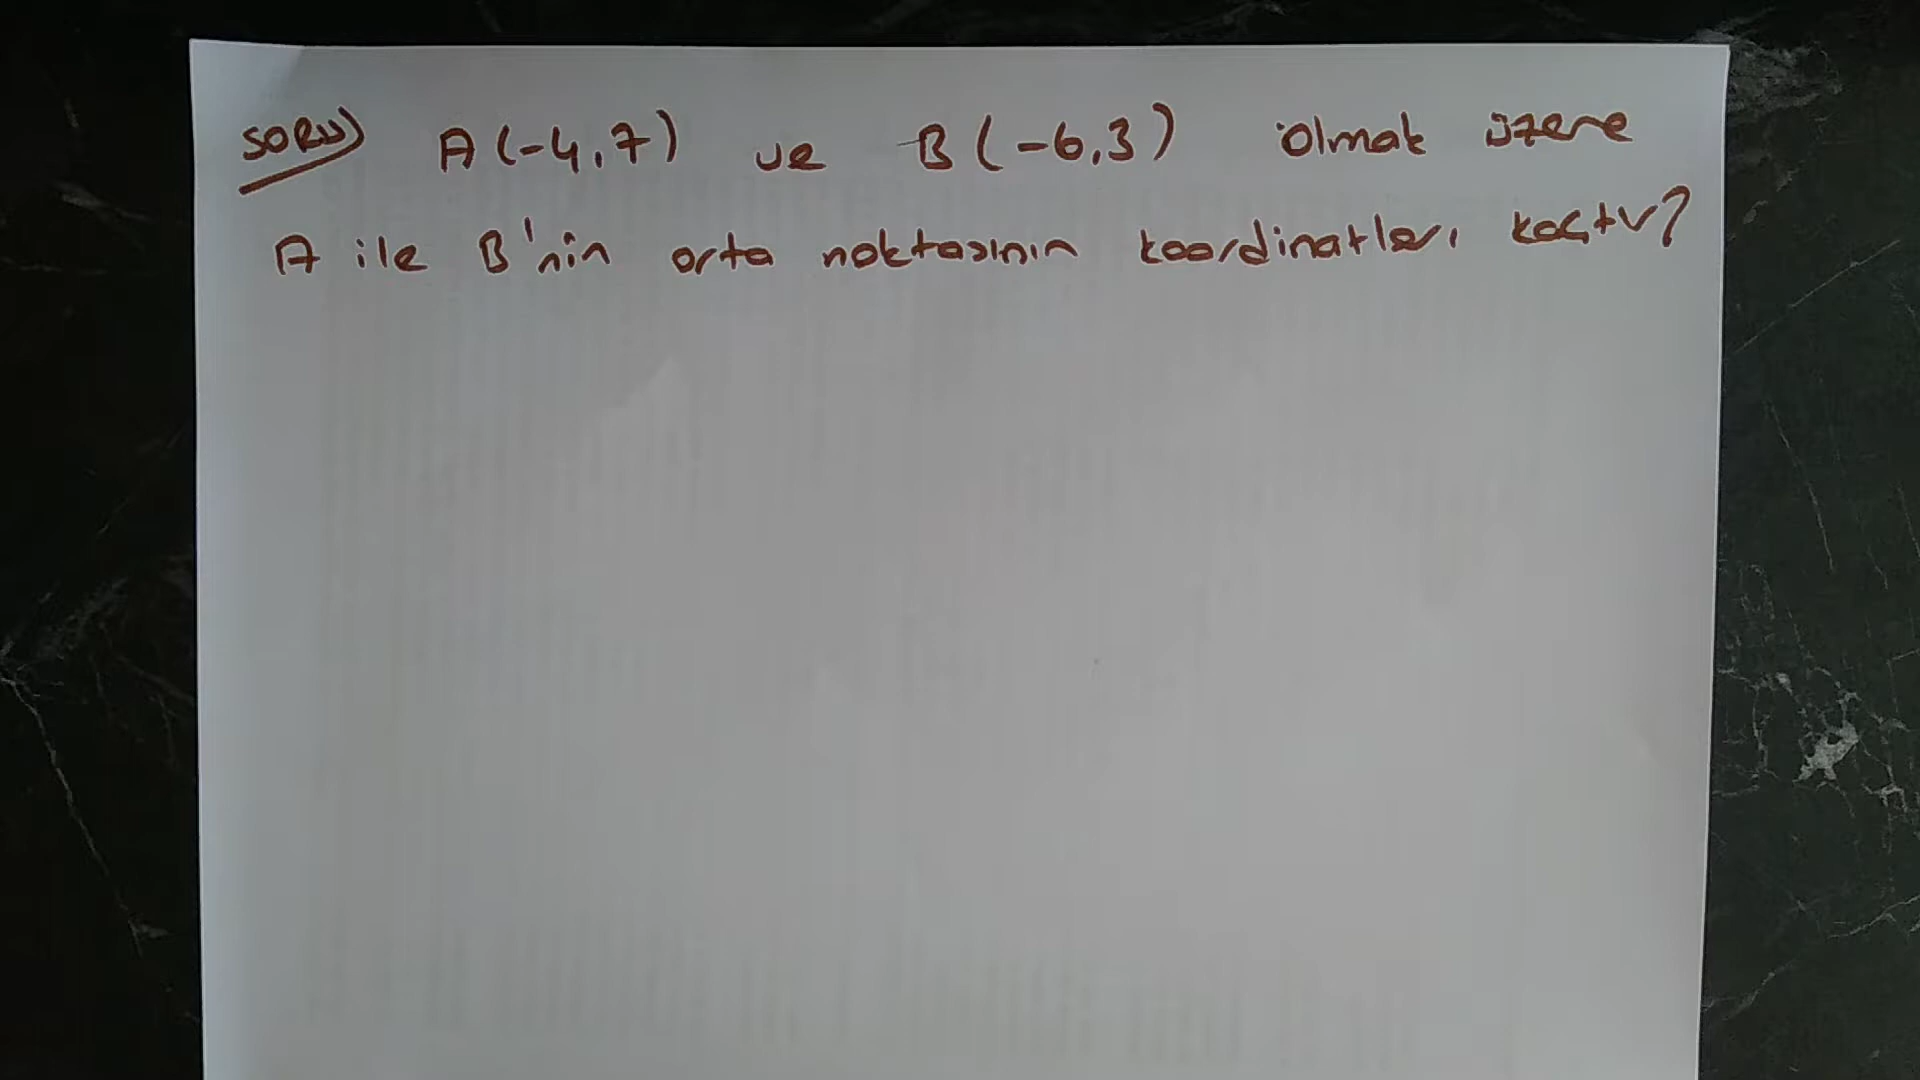 SORU) A(-4,7) ve B(-6,3) olmak üzere
A ile B'nin orta noktasının koordinatları kaçtır?